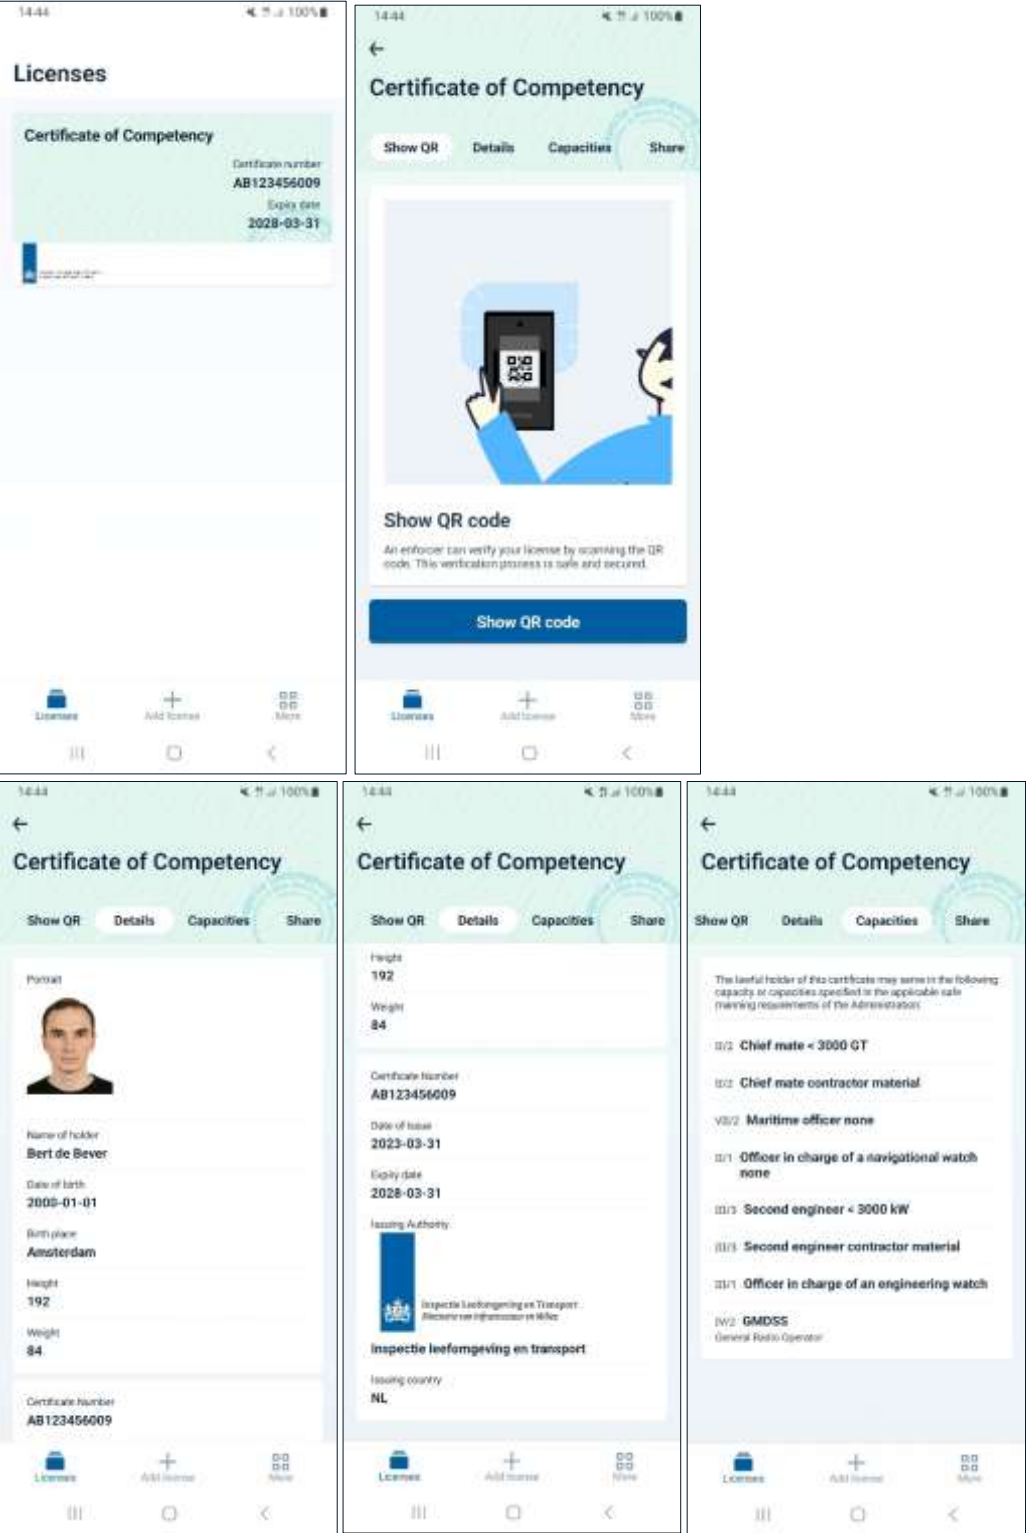 14:44
100%
Licenses
Certificate of Competency
Certificate number
AB123456009
Expiry date
2028-03-31
Licenses
Add license
More
14:44
100%
Certificate of Competency
Show QR Details Capacities Share
Show QR code
An enforcer can verify your license by scanning the QR
code. This verification process is safe and secured.
Show QR code
Licenses
Add license
More
14:44
100%
Certificate of Competency
Show QR Details Capacities Share
Portrait
Name of holder
Bert de Bever
Date of birth
2000-01-01
Birth place
Amsterdam
Height
192
Weight
84
Certificate Number
AB123456009
Licenses
Add license
More
14:44
100%
Certificate of Competency
Show QR Details Capacities Share
Height
192
Weight
84
Certificate Number
AB123456009
Date of Issue
2023-03-31
Expiry date
2028-03-31
Issuing Authority
Inspectie Leefomgeving en Transport
Ministerie van Infrastructuur en Milieu
Inspectie leefomgeving en transport
Issuing country
NL
Licenses
Add license
More
14:44
100%
Certificate of Competency
Show QR Details Capacities Share
The lawful holder of this certificate may serve in the following
capacity or capacities specified in the applicable safe
manning requirements of the Administration:
II/2 Chief mate < 3000 GT
II/2 Chief mate contractor material
VII/2 Maritime officer none
II/1 Officer in charge of a navigational watch
none
III/3 Second engineer < 3000 kW
III/3 Second engineer contractor material
III/1 Officer in charge of an engineering watch
IV/2 GMDSS
General Radio Operator
Licenses
Add license
More